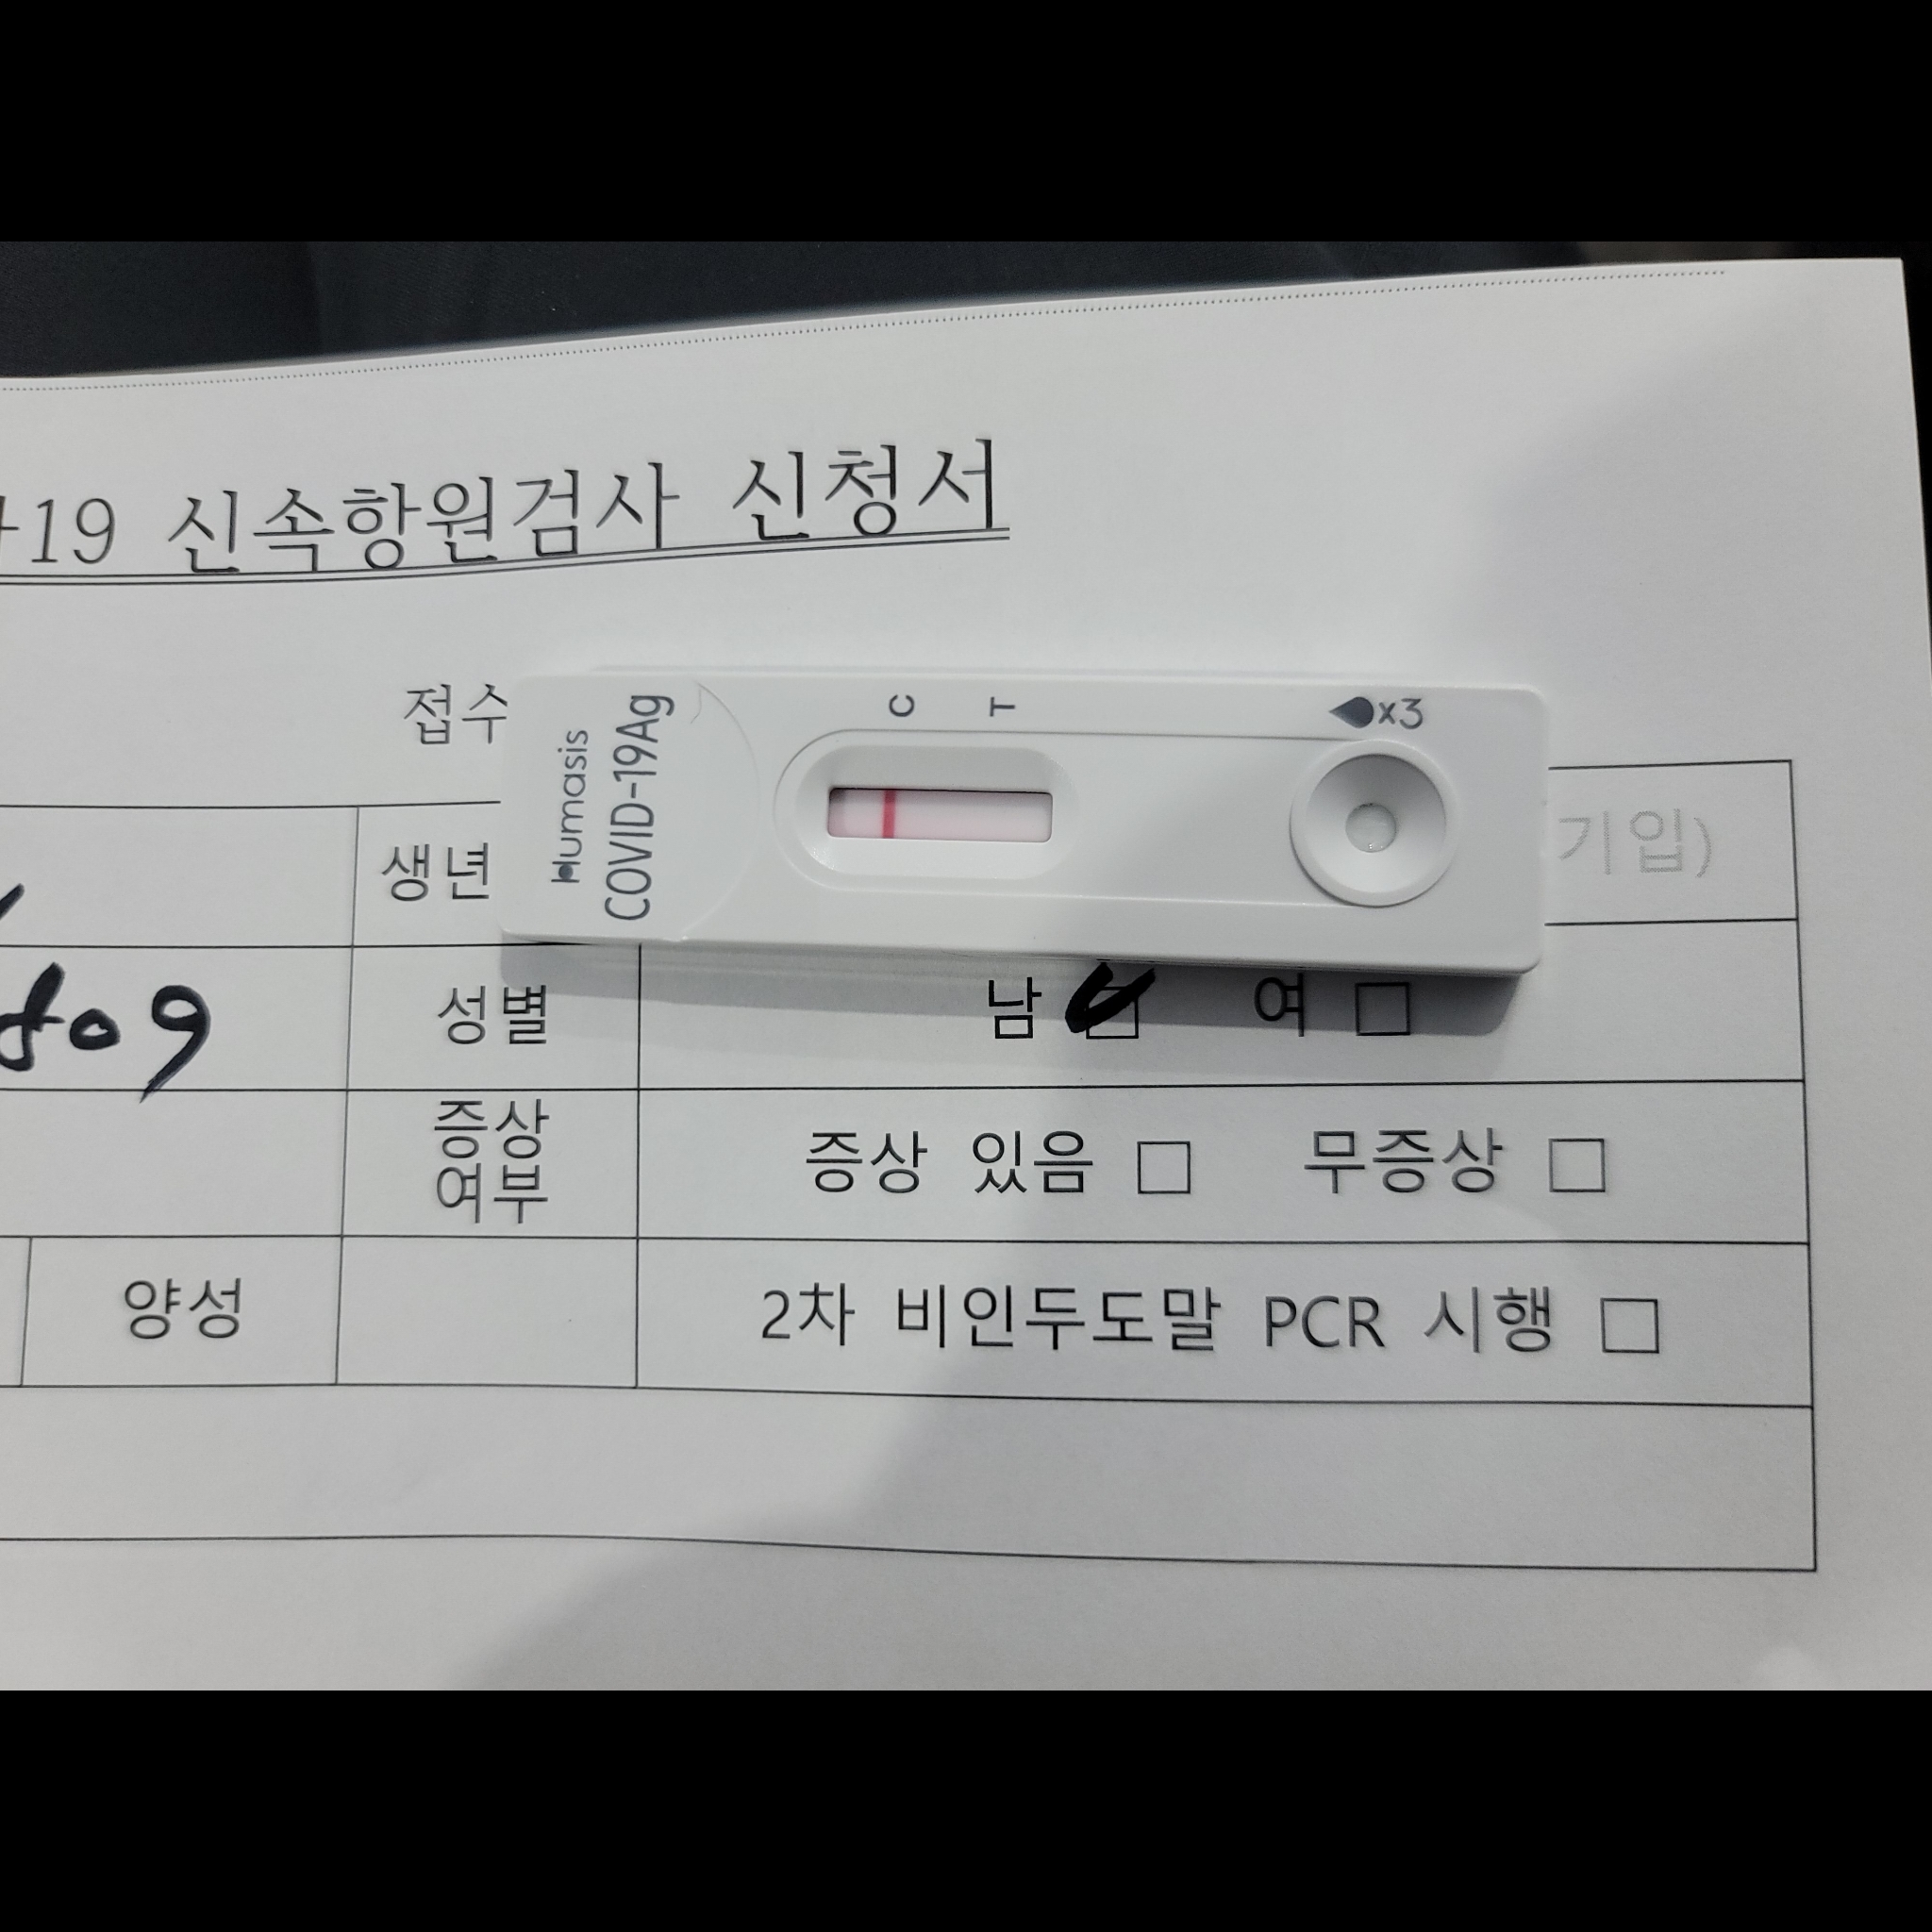 19 신속항원검사 신청서
접수
Humasis
COVID-19Ag
C T
x3
생년
기입)
09
성별 남 여
증상
여부
증상 있음 □ 무증상 □
양성
2차 비인두도말 PCR 시행 □